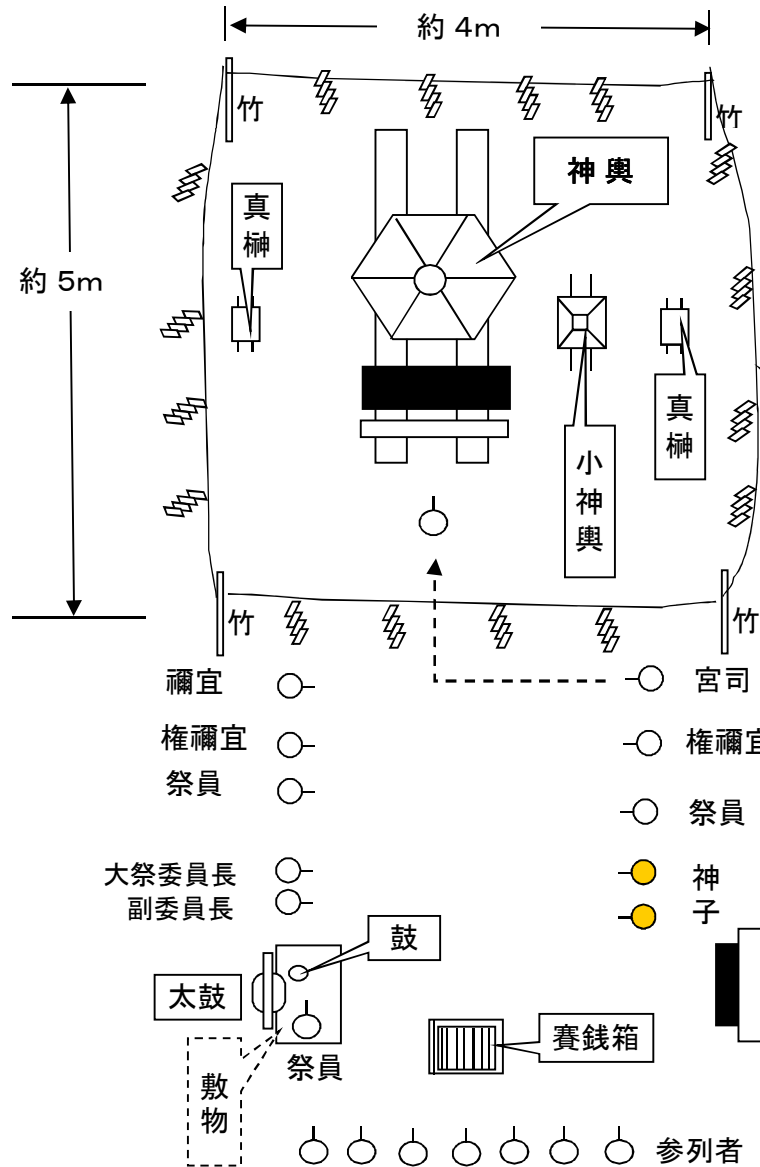 約 4m
竹
竹
神輿
真榊
約 5m
真榊
小神輿
竹
竹
禰宜
宮司
権禰宜
権禰宜
祭員
祭員
大祭委員長
副委員長
神子
鼓
太鼓
賽銭箱
祭員
敷物
参列者